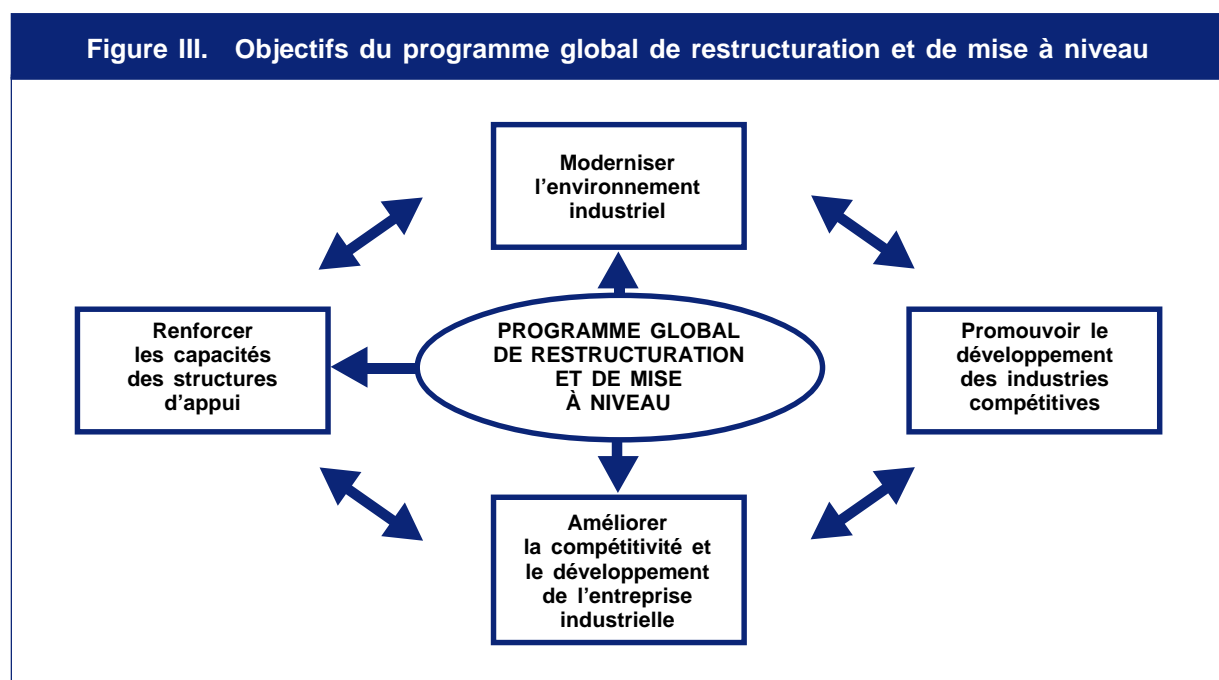 Figure III. Objectifs du programme global de restructuration et de mise à niveau
Moderniser
l'environnement
industriel
Renforcer
les capacités
des structures
d'appui
PROGRAMME GLOBAL
DE RESTRUCTURATION
ET DE MISE
À NIVEAU
Promouvoir le
développement
des industries
compétitives
Améliorer
la compétitivité et
le développement
de l'entreprise
industrielle